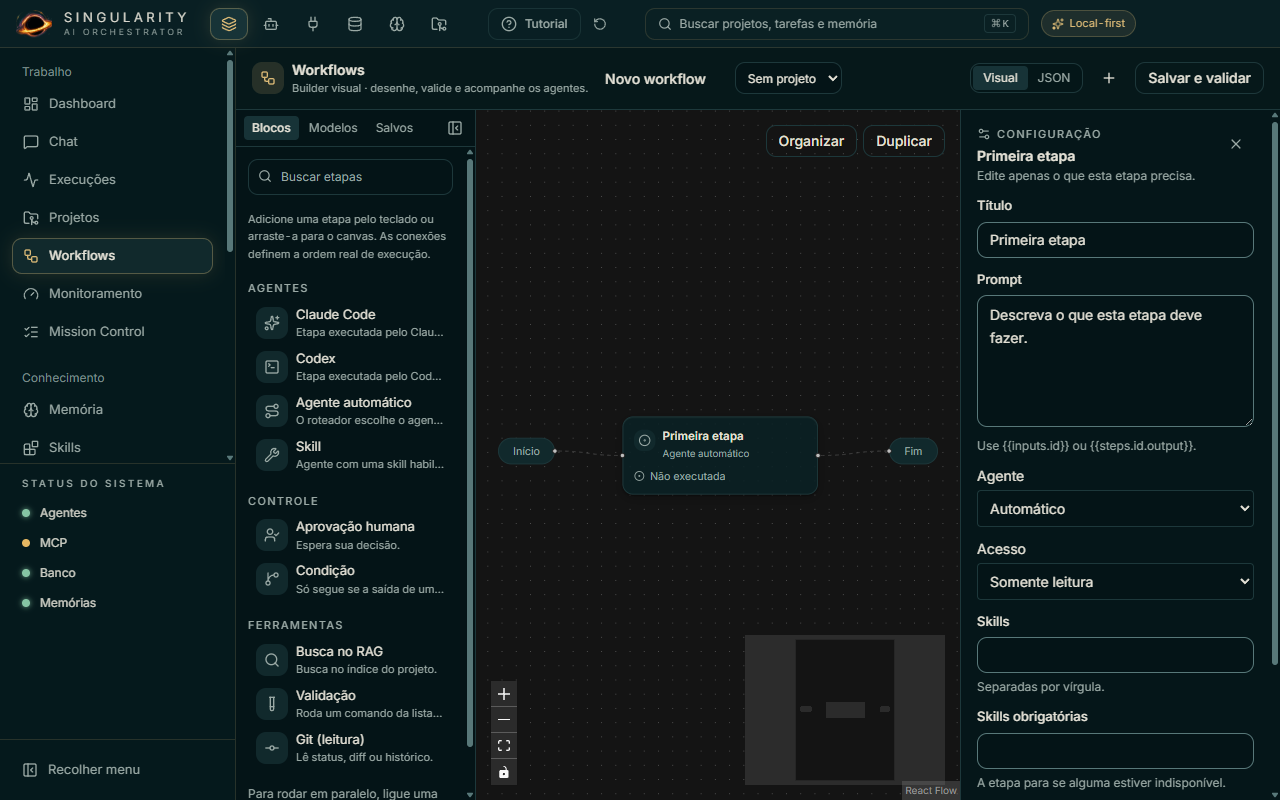 SINGULARITY
AI ORCHESTRATOR
Tutorial
Buscar projetos, tarefas e memória
⌘K
Local-first
Trabalho
Dashboard
Chat
Execuções
Projetos
Workflows
Monitoramento
Mission Control
Conhecimento
Memória
Skills
STATUS DO SISTEMA
Agentes
MCP
Banco
Memórias
Recolher menu
Workflows
Builder visual · desenhe, valide e acompanhe os agentes.
Novo workflow
Sem projeto
Visual
JSON
Salvar e validar
Blocos
Modelos
Salvos
Buscar etapas
Adicione uma etapa pelo teclado ou
arraste-a para o canvas. As conexões
definem a ordem real de execução.
AGENTES
Claude Code
Etapa executada pelo Clau...
Codex
Etapa executada pelo Cod...
Agente automático
O roteador escolhe o agen...
Skill
Agente com uma skill habil...
CONTROLE
Aprovação humana
Espera sua decisão.
Condição
Só segue se a saída de um...
FERRAMENTAS
Busca no RAG
Busca no índice do projeto.
Validação
Roda um comando da lista...
Git (leitura)
Lê status, diff ou histórico.
Para rodar em paralelo, ligue uma
Organizar
Duplicar
Início
Primeira etapa
Agente automático
Não executada
Fim
React Flow
CONFIGURAÇÃO
Primeira etapa
Edite apenas o que esta etapa precisa.
Título
Primeira etapa
Prompt
Descreva o que esta etapa deve
fazer.
Use {{inputs.id}} ou {{steps.id.output}}.
Agente
Automático
Acesso
Somente leitura
Skills
Separadas por vírgula.
Skills obrigatórias
A etapa para se alguma estiver indisponível.